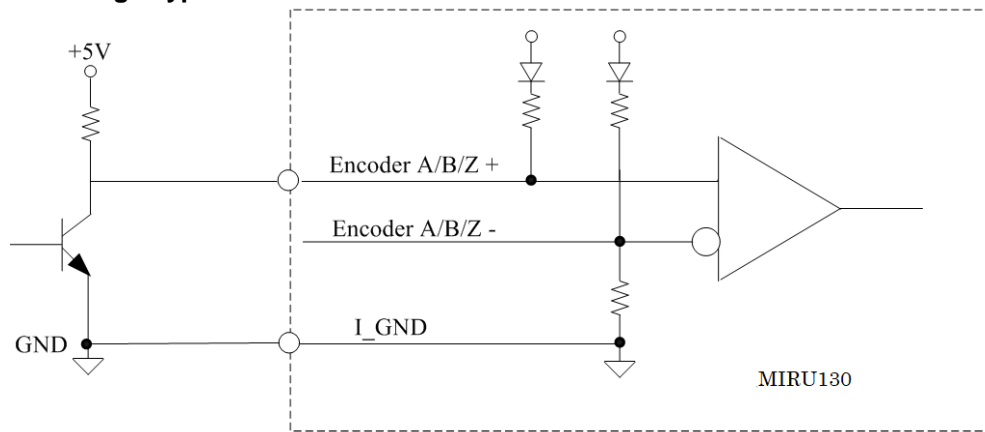 +5V
Encoder A/B/Z +
Encoder A/B/Z -
I_GND
GND
MIRU130